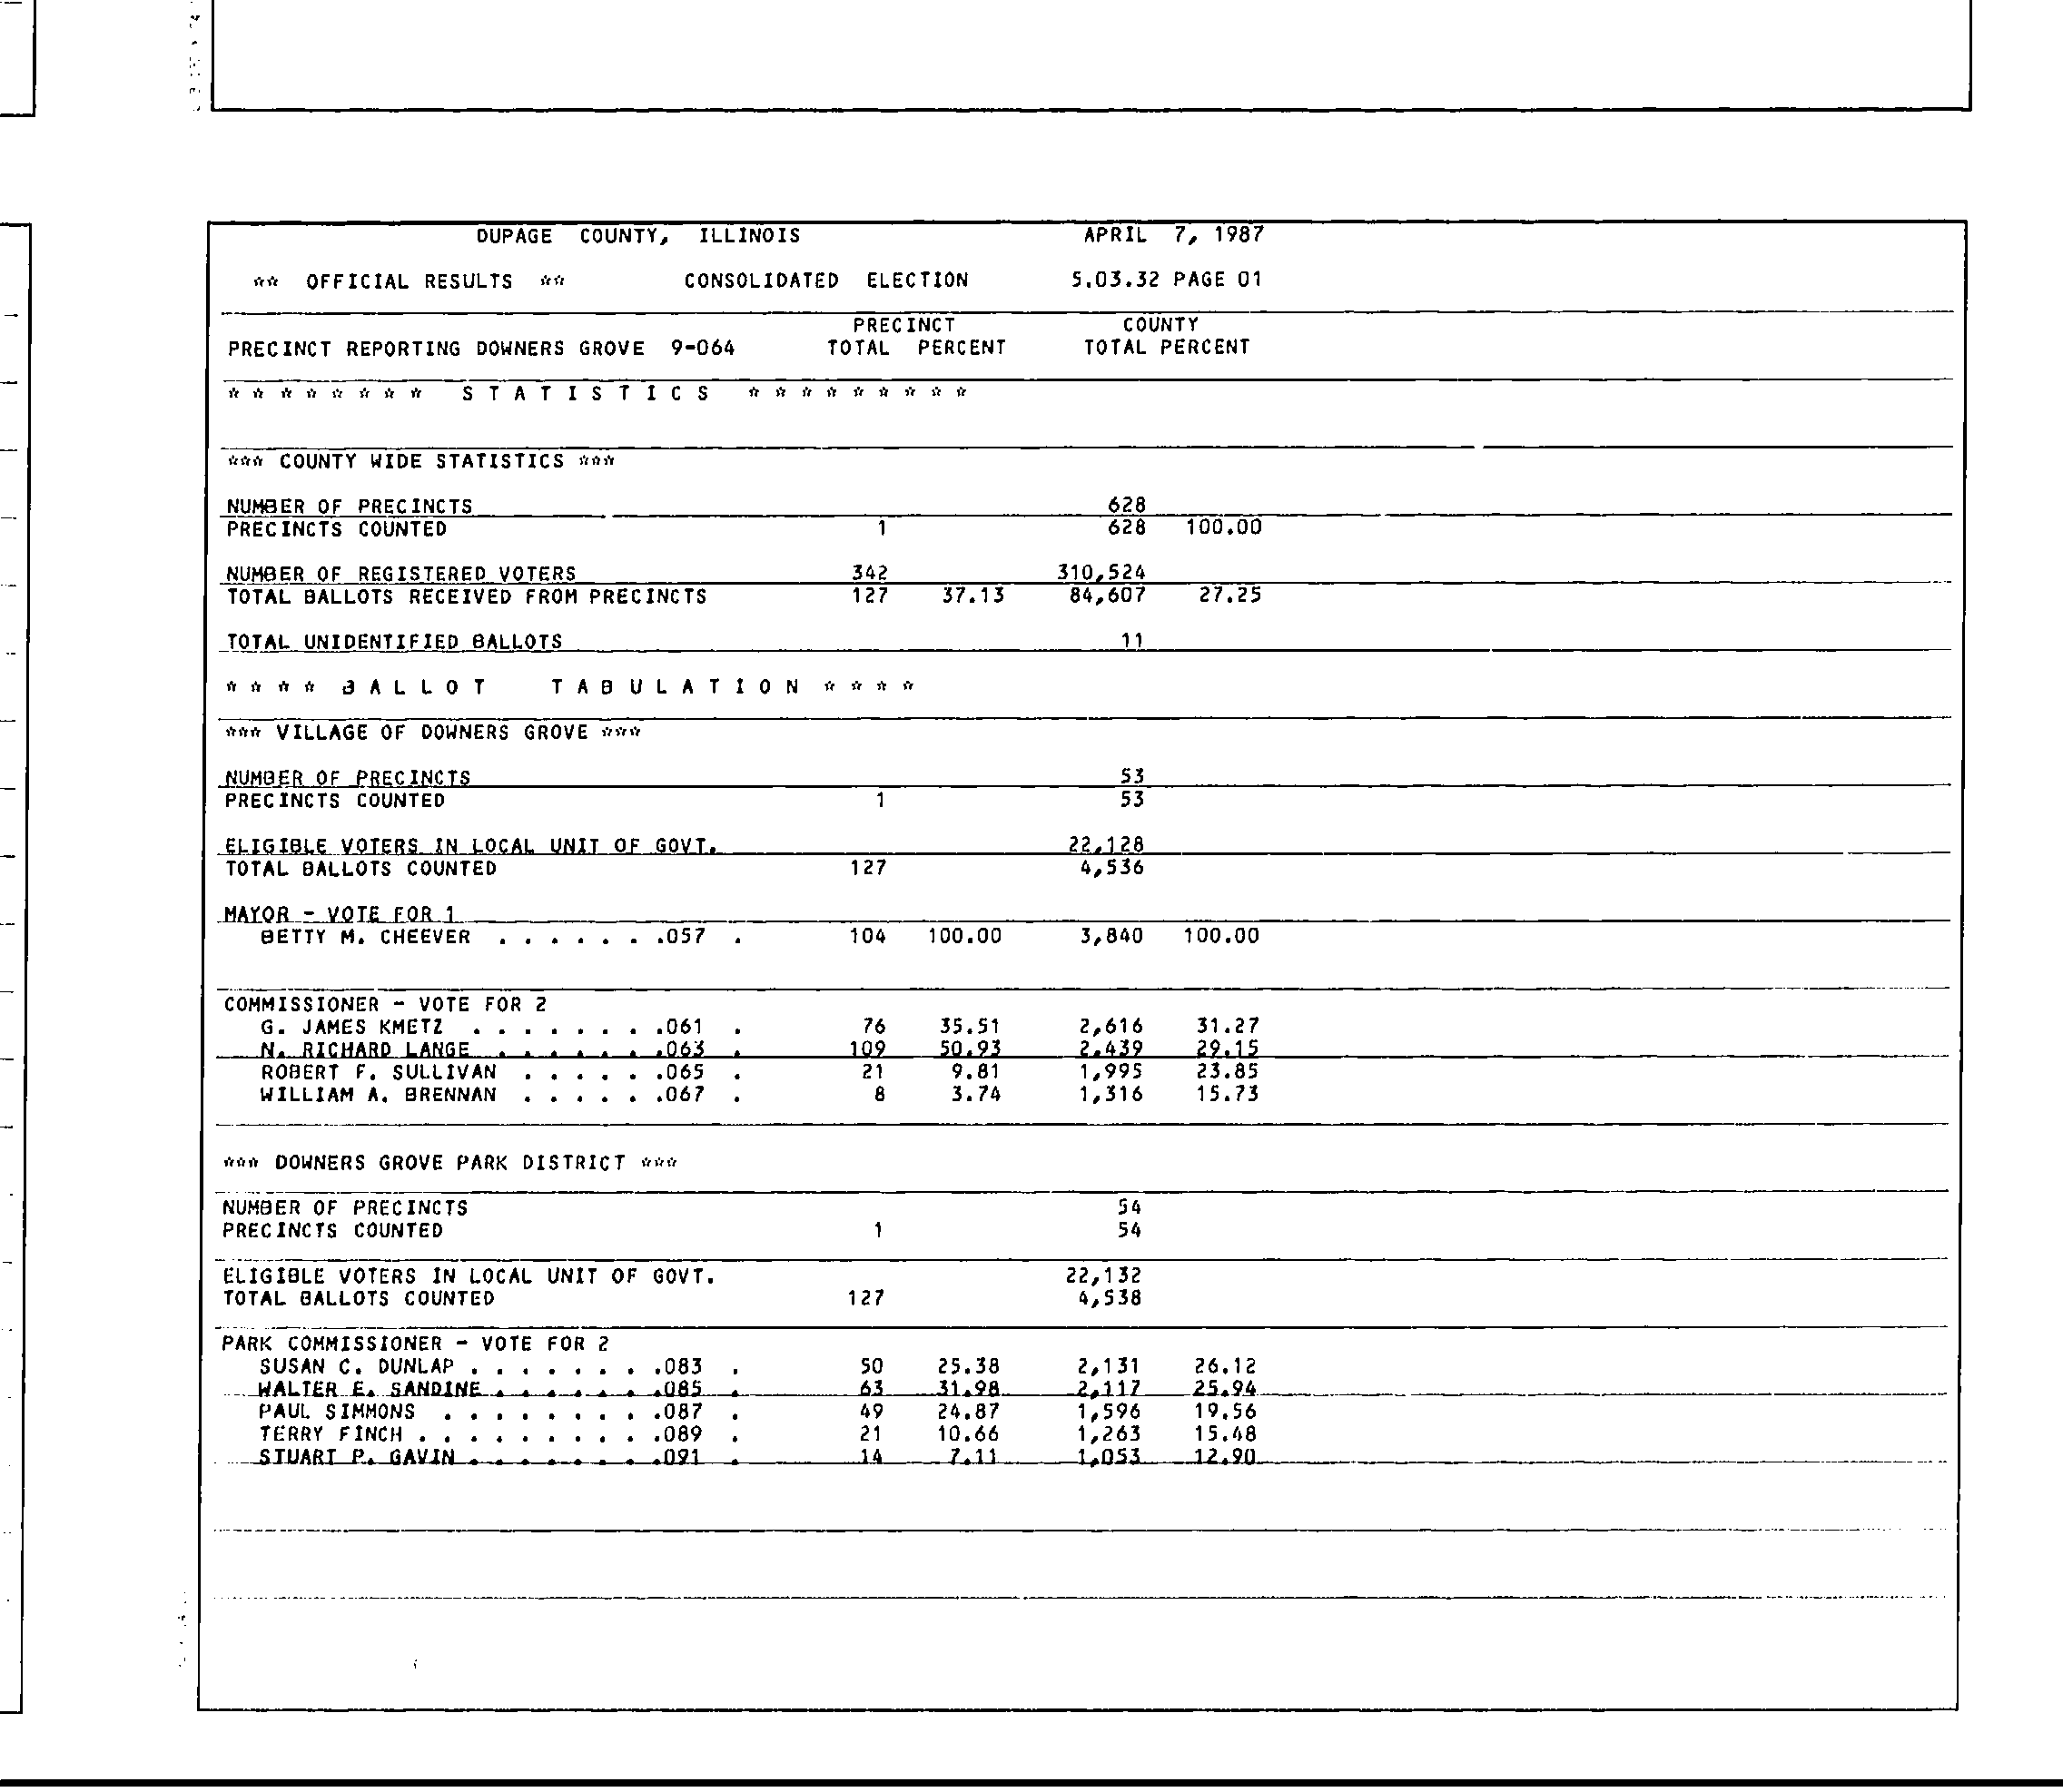 DUPAGE COUNTY, ILLINOIS APRIL 7, 1987
** OFFICIAL RESULTS ** CONSOLIDATED ELECTION 5.03.32 PAGE 01
PRECINCT COUNTY
PRECINCT REPORTING DOWNERS GROVE 9-064 TOTAL PERCENT TOTAL PERCENT
* * * * * * * * S T A T I S T I C S * * * * * * * * *
*** COUNTY WIDE STATISTICS ***
NUMBER OF PRECINCTS 628
PRECINCTS COUNTED 1 628 100.00
NUMBER OF REGISTERED VOTERS 342 310,524
TOTAL BALLOTS RECEIVED FROM PRECINCTS 127 37.13 84,607 27.25
TOTAL UNIDENTIFIED BALLOTS 11
* * * * B A L L O T T A B U L A T I O N * * * *
*** VILLAGE OF DOWNERS GROVE ***
NUMBER OF PRECINCTS 53
PRECINCTS COUNTED 1 53
ELIGIBLE VOTERS IN LOCAL UNIT OF GOVT. 22,128
TOTAL BALLOTS COUNTED 127 4,536
MAYOR - VOTE FOR 1
BETTY M. CHEEVER . . . . . . .057 . 104 100.00 3,840 100.00
COMMISSIONER - VOTE FOR 2
G. JAMES KMETZ . . . . . . . .061 . 76 35.51 2,616 31.27
N. RICHARD LANGE . . . . . . .063 . 109 50.93 2,439 29.15
ROBERT F. SULLIVAN . . . . . .065 . 21 9.81 1,995 23.85
WILLIAM A. BRENNAN . . . . . .067 . 8 3.74 1,316 15.73
*** DOWNERS GROVE PARK DISTRICT ***
NUMBER OF PRECINCTS 54
PRECINCTS COUNTED 1 54
ELIGIBLE VOTERS IN LOCAL UNIT OF GOVT. 22,132
TOTAL BALLOTS COUNTED 127 4,538
PARK COMMISSIONER - VOTE FOR 2
SUSAN C. DUNLAP . . . . . . . .083 . 50 25.38 2,131 26.12
WALTER E. SANDINE . . . . . . .085 . 63 31.98 2,117 25.94
PAUL SIMMONS . . . . . . . . .087 . 49 24.87 1,596 19.56
TERRY FINCH . . . . . . . . . .089 . 21 10.66 1,263 15.48
STUART P. GAVIN . . . . . . . .091 . 14 7.11 1,053 12.90